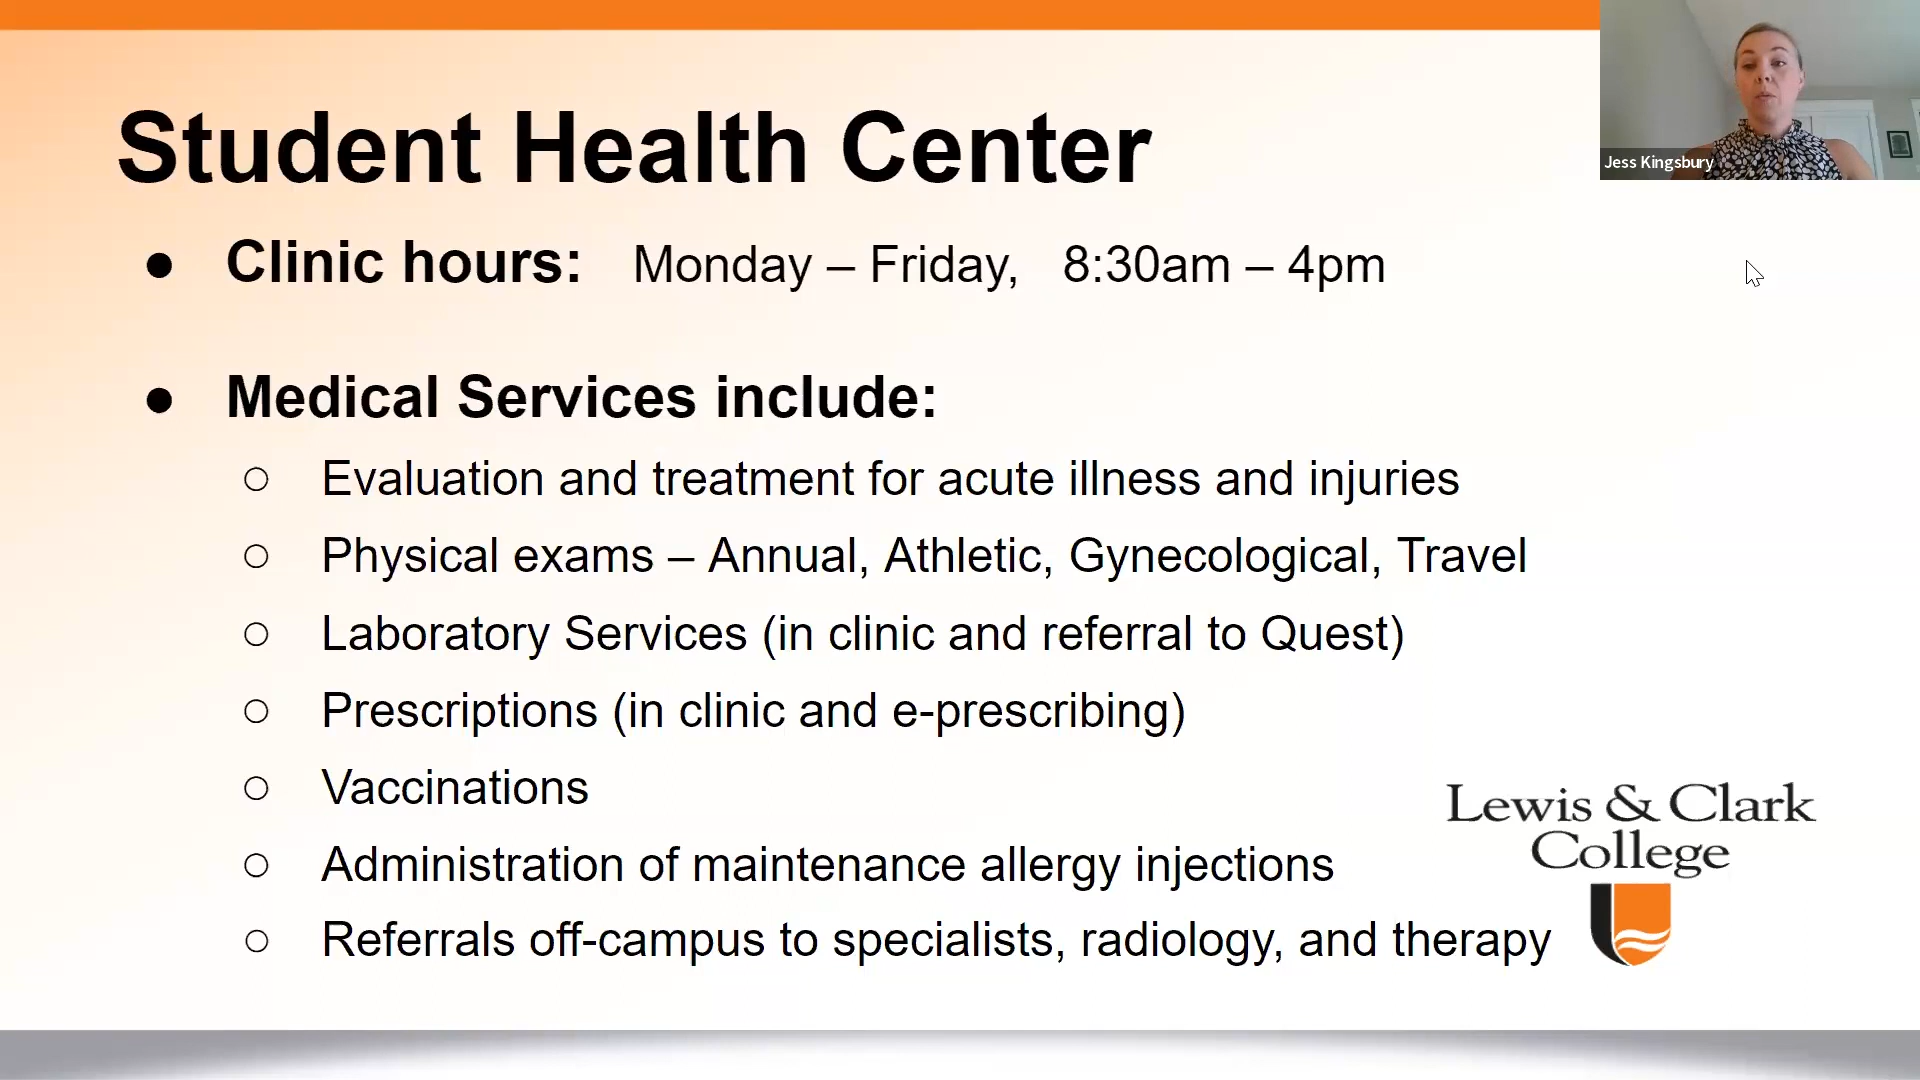 Student Health Center
Jess Kingsbury
● Clinic hours: Monday – Friday, 8:30am – 4pm
● Medical Services include:
○ Evaluation and treatment for acute illness and injuries
○ Physical exams – Annual, Athletic, Gynecological, Travel
○ Laboratory Services (in clinic and referral to Quest)
○ Prescriptions (in clinic and e-prescribing)
○ Vaccinations
○ Administration of maintenance allergy injections
○ Referrals off-campus to specialists, radiology, and therapy
Lewis & Clark
College